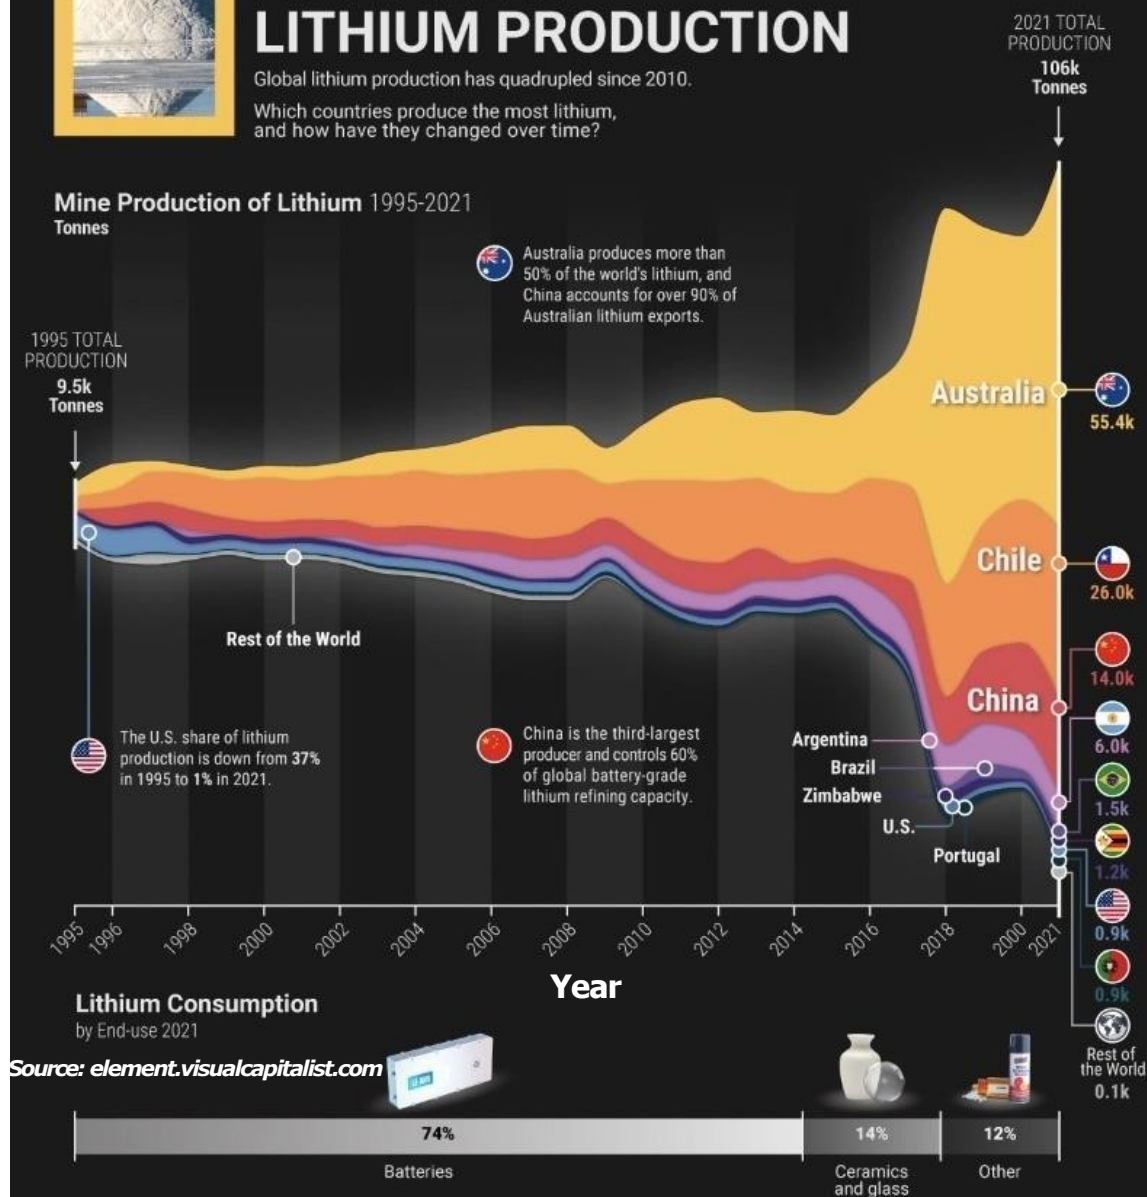 LITHIUM PRODUCTION
Global lithium production has quadrupled since 2010.
Which countries produce the most lithium,
and how have they changed over time?
2021 TOTAL
PRODUCTION
106k
Tonnes
Mine Production of Lithium 1995-2021
Tonnes
Australia produces more than
50% of the world's lithium, and
China accounts for over 90% of
Australian lithium exports.
1995 TOTAL
PRODUCTION
9.5k
Tonnes
Australia
55.4k
Chile
26.0k
Rest of the World
China
14.0k
The U.S. share of lithium
production is down from 37%
in 1995 to 1% in 2021.
China is the third-largest
producer and controls 60%
of global battery-grade
lithium refining capacity.
Argentina
6.0k
Brazil
1.5k
Zimbabwe
1.2k
U.S.
0.9k
Portugal
0.9k
Rest of
the World
0.1k
1995 1996 1998 2000 2002 2004 2006 2008 2010 2012 2014 2016 2018 2000 2021
Year
Lithium Consumption
by End-use 2021
Source: element.visualcapitalist.com
74% 14% 12%
Batteries
Ceramics
and glass
Other